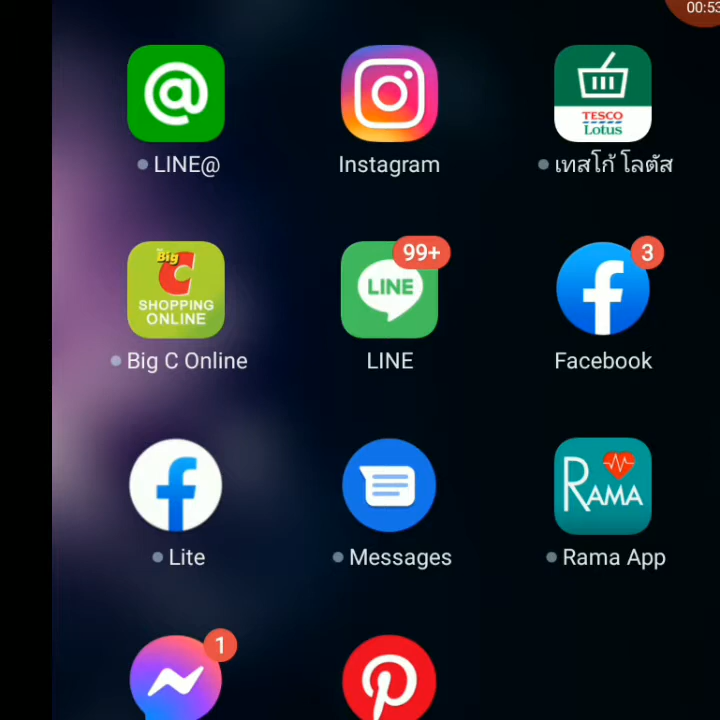 00:53
@
TESCO
Lotus
LINE@
Instagram
เทสโก้ โลตัส
Big
C
SHOPPING
ONLINE
99+
LINE
3
Big C Online
LINE
Facebook
RAMA
Lite
Messages
Rama App
1